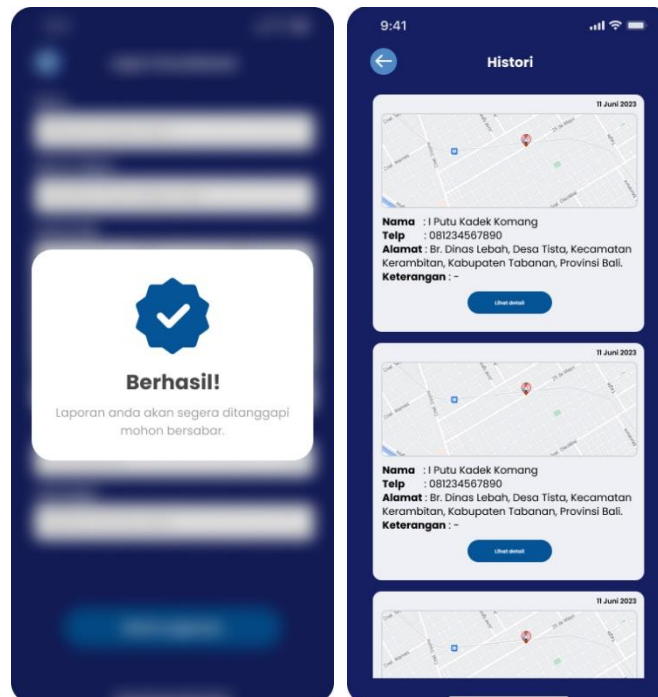 Berhasil!
Laporan anda akan segera ditanggapi
mohon bersabar.
9:41
Histori
11 Juni 2023
Nama : I Putu Kadek Komang
Telp : 081234567890
Alamat : Br. Dinas Lebah, Desa Tista, Kecamatan
Kerambitan, Kabupaten Tabanan, Provinsi Bali.
Keterangan : -
Lihat detail
11 Juni 2023
Nama : I Putu Kadek Komang
Telp : 081234567890
Alamat : Br. Dinas Lebah, Desa Tista, Kecamatan
Kerambitan, Kabupaten Tabanan, Provinsi Bali.
Keterangan : -
Lihat detail
11 Juni 2023